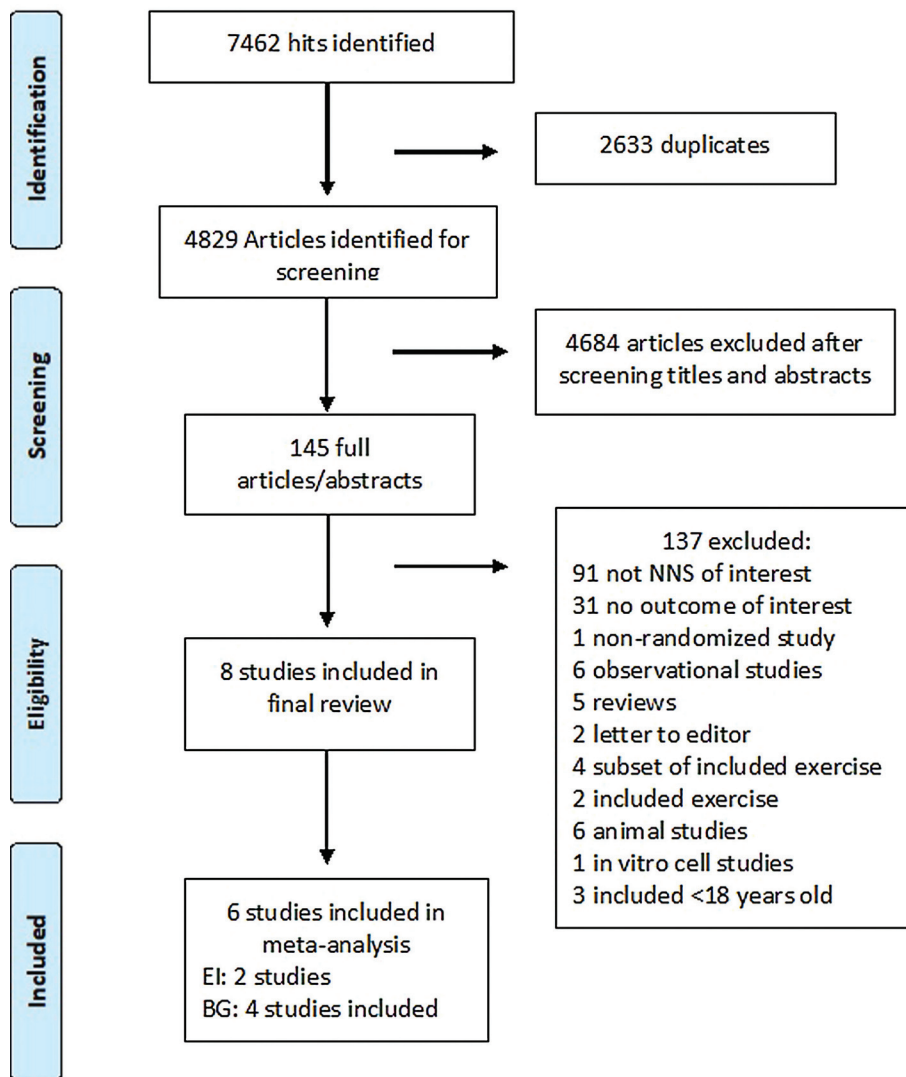 Identification
7462 hits identified
2633 duplicates
4829 Articles identified for
screening
Screening
4684 articles excluded after
screening titles and abstracts
145 full
articles/abstracts
Eligibility
137 excluded:
91 not NNS of interest
31 no outcome of interest
1 non-randomized study
6 observational studies
5 reviews
2 letter to editor
4 subset of included exercise
2 included exercise
6 animal studies
1 in vitro cell studies
3 included <18 years old
8 studies included in
final review
Included
6 studies included in
meta-analysis
EI: 2 studies
BG: 4 studies included